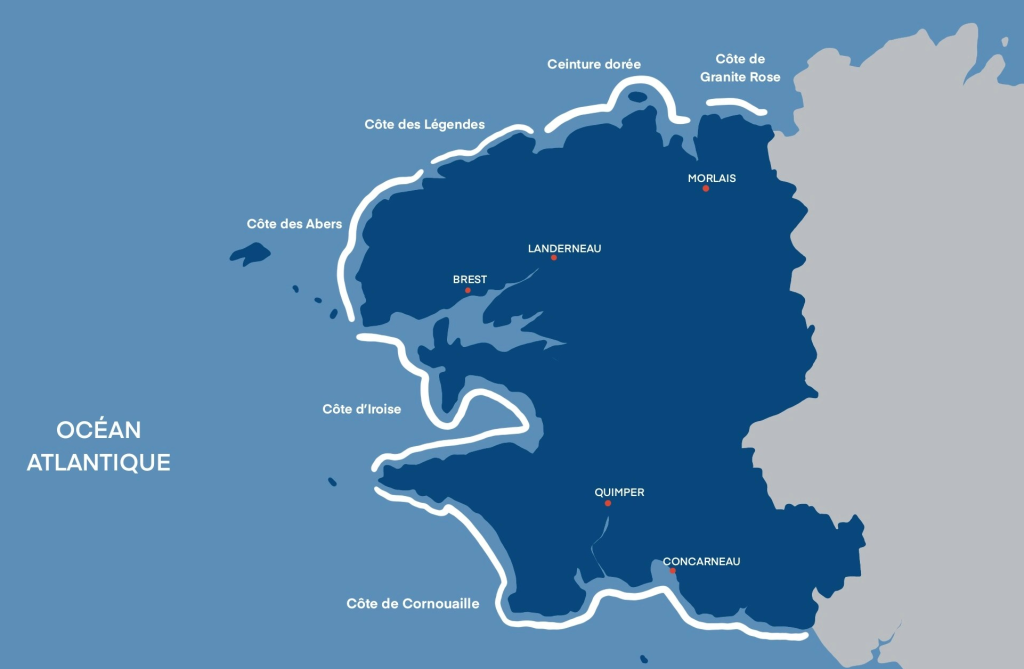 Ceinture dorée
Côte de
Granite Rose
Côte des Légendes
MORLAIS
Côte des Abers
LANDERNEAU
BREST
Côte d'Iroise
OCÉAN
ATLANTIQUE
QUIMPER
CONCARNEAU
Côte de Cornouaille